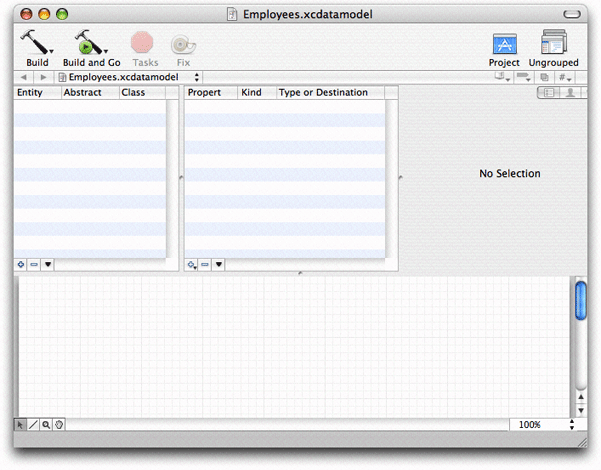 Employees.xcdatamodel
Build Build and Go Tasks Fix Project Ungrouped
Employees.xcdatamodel #
Entity Abstract Class Propert Kind Type or Destination
No Selection
100%